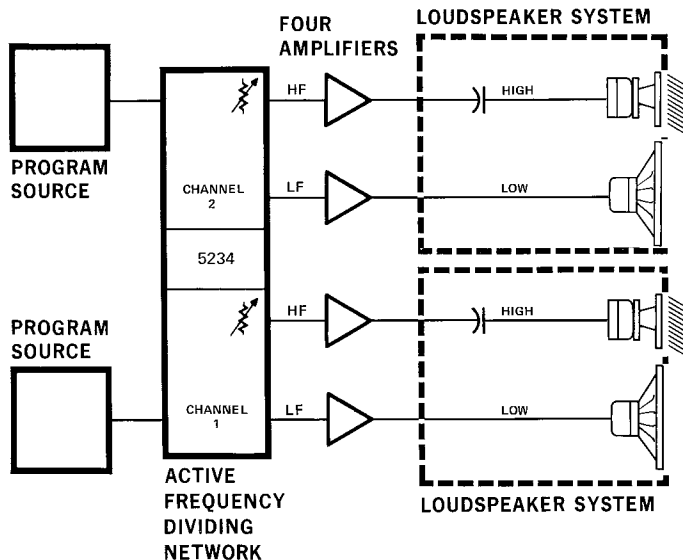 FOUR
AMPLIFIERS
LOUDSPEAKER SYSTEM
HF
HIGH
PROGRAM
SOURCE
CHANNEL
2
LF
LOW
5234
PROGRAM
SOURCE
HF
HIGH
CHANNEL
1
LF
LOW
ACTIVE
FREQUENCY
DIVIDING
NETWORK
LOUDSPEAKER SYSTEM